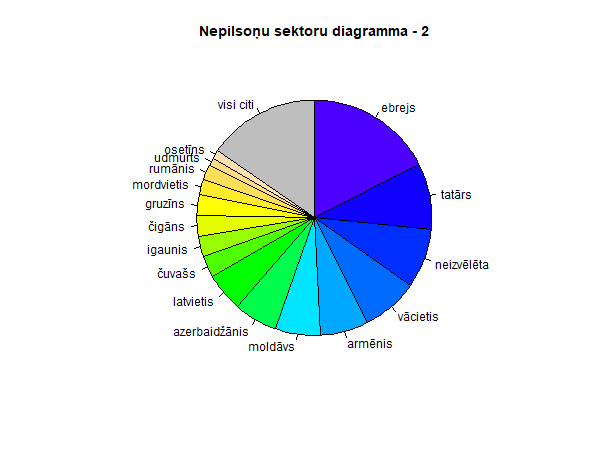 Nepilsoņu sektoru diagramma - 2
visi citi
ebrejs
osetīns
udmurts
rumānis
mordvietis
gruzīns
čigāns
igaunis
čuvašs
latvietis
azerbaidžānis
moldāvs
armēnis
vācietis
neizvēlēta
tatārs